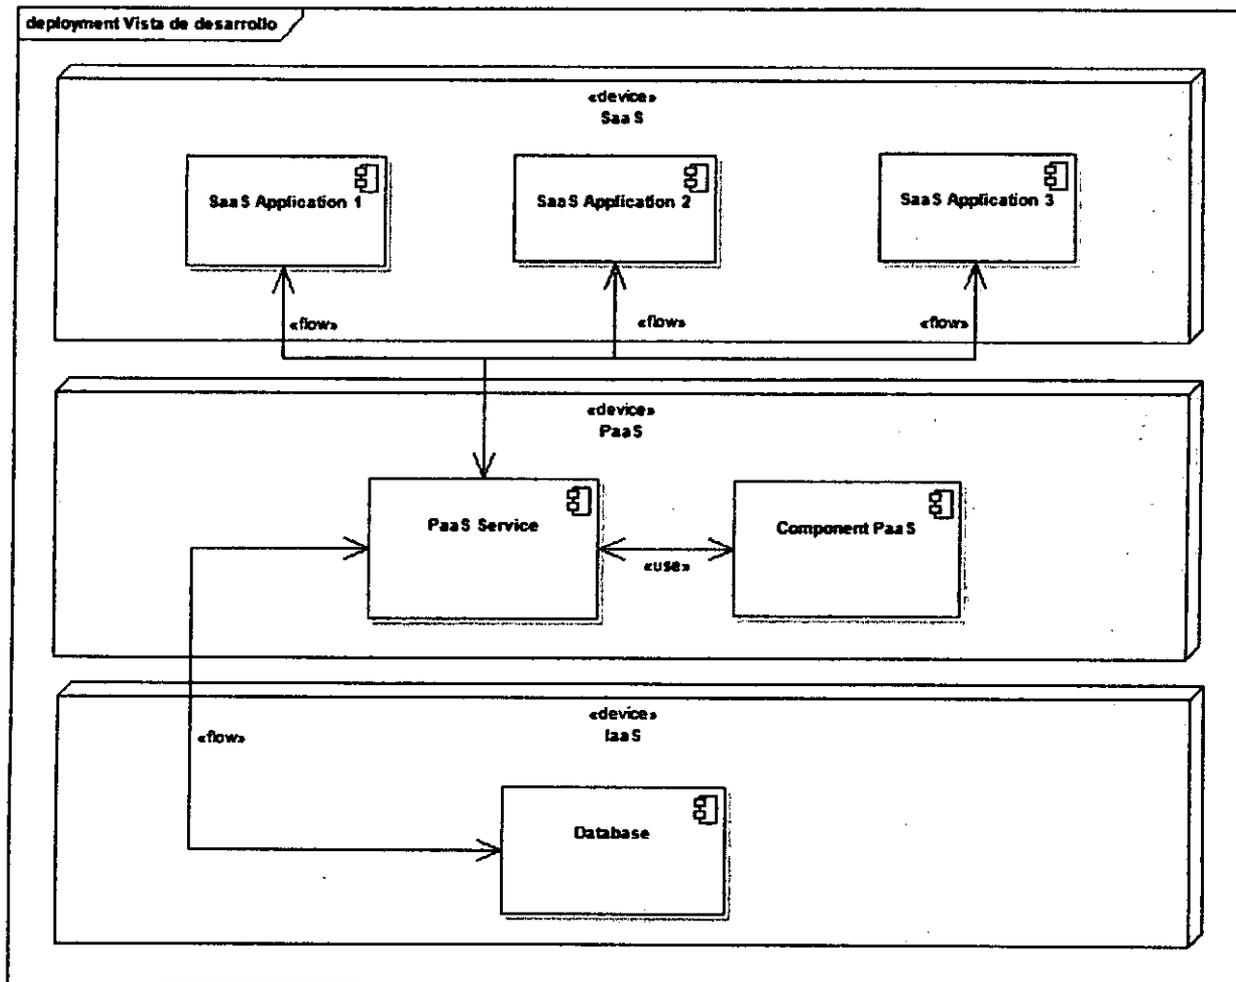 deployment Vista de desarrollo
«device»
SaaS
SaaS Application 1
SaaS Application 2
SaaS Application 3
«flow»
«flow»
«flow»
«device»
PaaS
PaaS Service
Component PaaS
«use»
«device»
IaaS
«flow»
Database